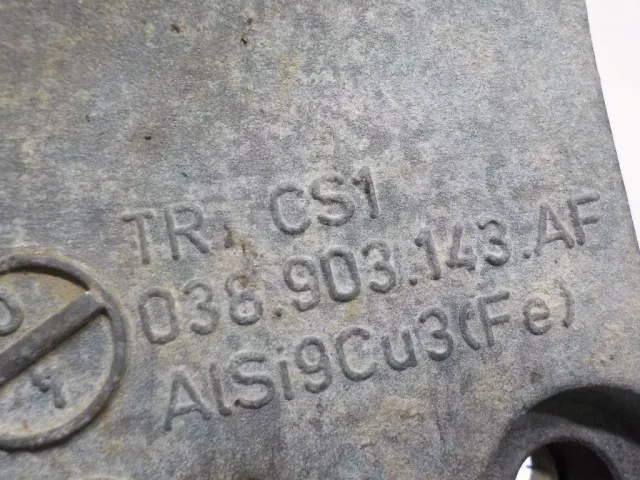 TR. CS1
038.903.143.AF
AlSi9Cu3(Fe)